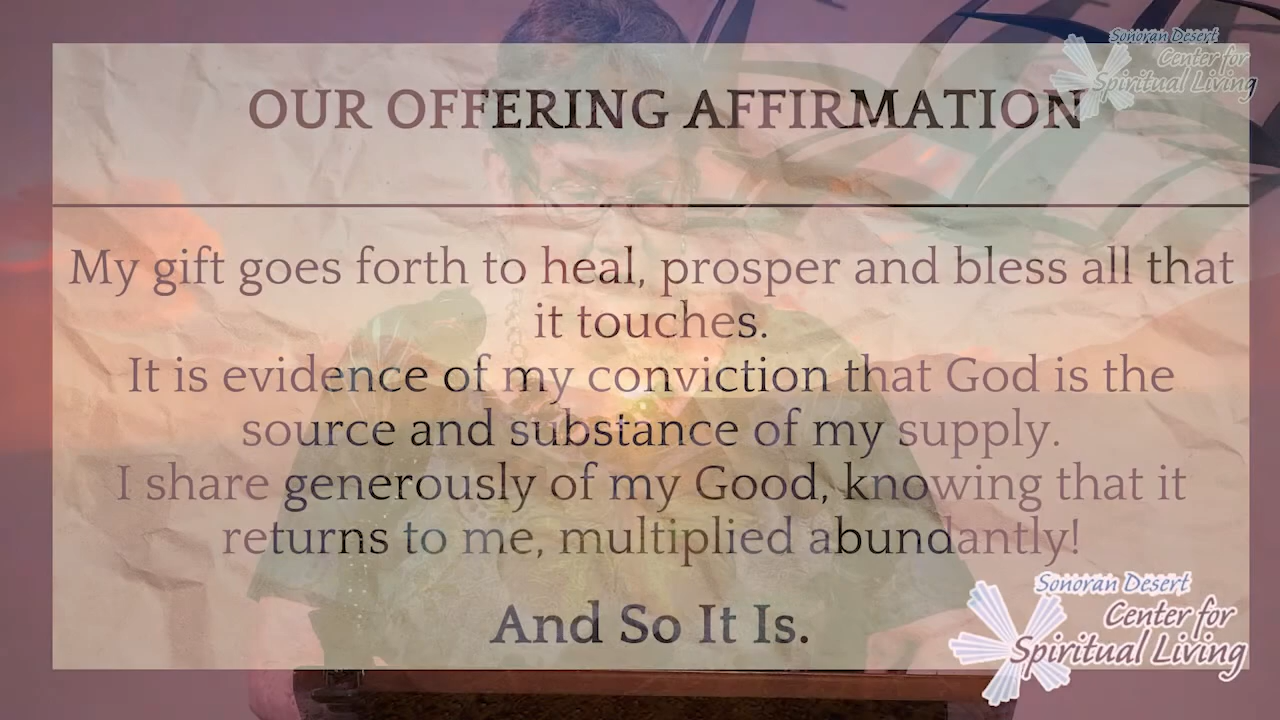 Sonoran Desert
Center for
Spiritual Living
OUR OFFERING AFFIRMATION
My gift goes forth to heal, prosper and bless all that
it touches.
It is evidence of my conviction that God is the
source and substance of my supply.
I share generously of my Good, knowing that it
returns to me, multiplied abundantly!
And So It Is.
Sonoran Desert
Center for
Spiritual Living